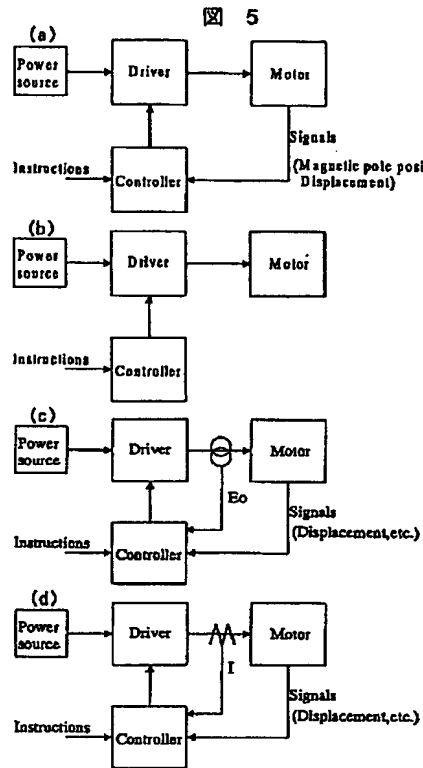 図 5
(a)
Power
source
Driver
Motor
Signals
(Magnetic pole posi
Displacement)
Instructions
Controller
(b)
Power
source
Driver
Motor
Instructions
Controller
(c)
Power
source
Driver
Motor
Eo
Signals
(Displacement,etc.)
Instructions
Controller
(d)
Power
source
Driver
Motor
I
Signals
(Displacement,etc.)
Instructions
Controller